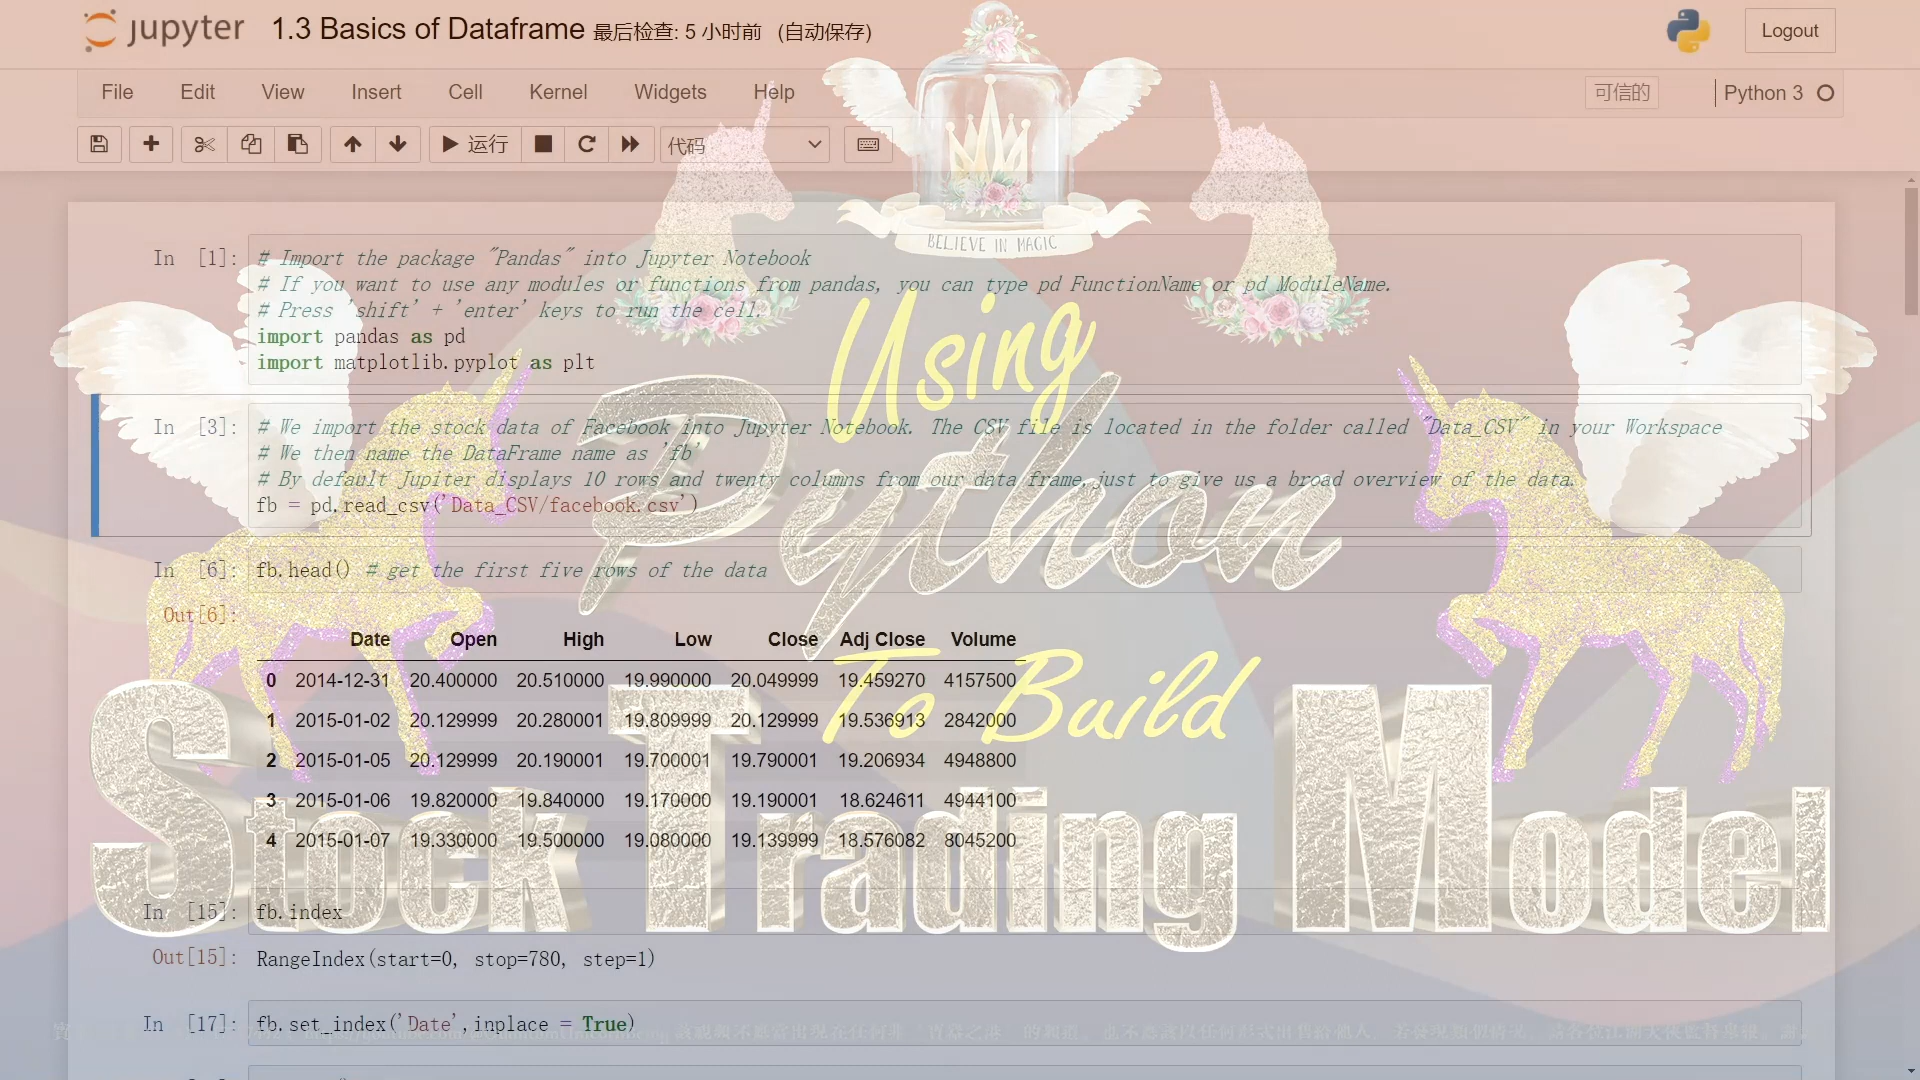 jupyter 1.3 Basics of Dataframe 最后检查: 5 小时前 (自动保存) Logout
File Edit View Insert Cell Kernel Widgets Help 可信的 Python 3
运行 代码
BELIEVE IN MAGIC
In [1]: # Import the package "Pandas" into Jupyter Notebook
# If you want to use any modules or functions from pandas, you can type pd FunctionName or pd ModuleName.
# Press 'shift' + 'enter' keys to run the cell.
import pandas as pd
import matplotlib.pyplot as plt
Using
Python
To Build
Stock Trading Model
In [3]: # We import the stock data of Facebook into Jupyter Notebook. The CSV file is located in the folder called "Data_CSV" in your Workspace
# We then name the DataFrame name as 'fb'
# By default Jupiter displays 10 rows and twenty columns from our data frame, just to give us a broad overview of the data.
fb = pd.read_csv('Data_CSV/facebook.csv')
In [6]: fb.head() # get the first five rows of the data
Out[6]:
Date Open High Low Close Adj Close Volume
0 2014-12-31 20.400000 20.510000 19.990000 20.049999 19.459270 4157500
1 2015-01-02 20.129999 20.280001 19.809999 20.129999 19.536913 2842000
2 2015-01-05 20.129999 20.190001 19.700001 19.790001 19.206934 4948800
3 2015-01-06 19.820000 19.840000 19.170000 19.190001 18.624611 4944100
4 2015-01-07 19.330000 19.500000 19.080000 19.139999 18.576082 8045200
In [15]: fb.index
Out[15]: RangeIndex(start=0, stop=780, step=1)
In [17]: fb.set_index('Date',inplace = True)